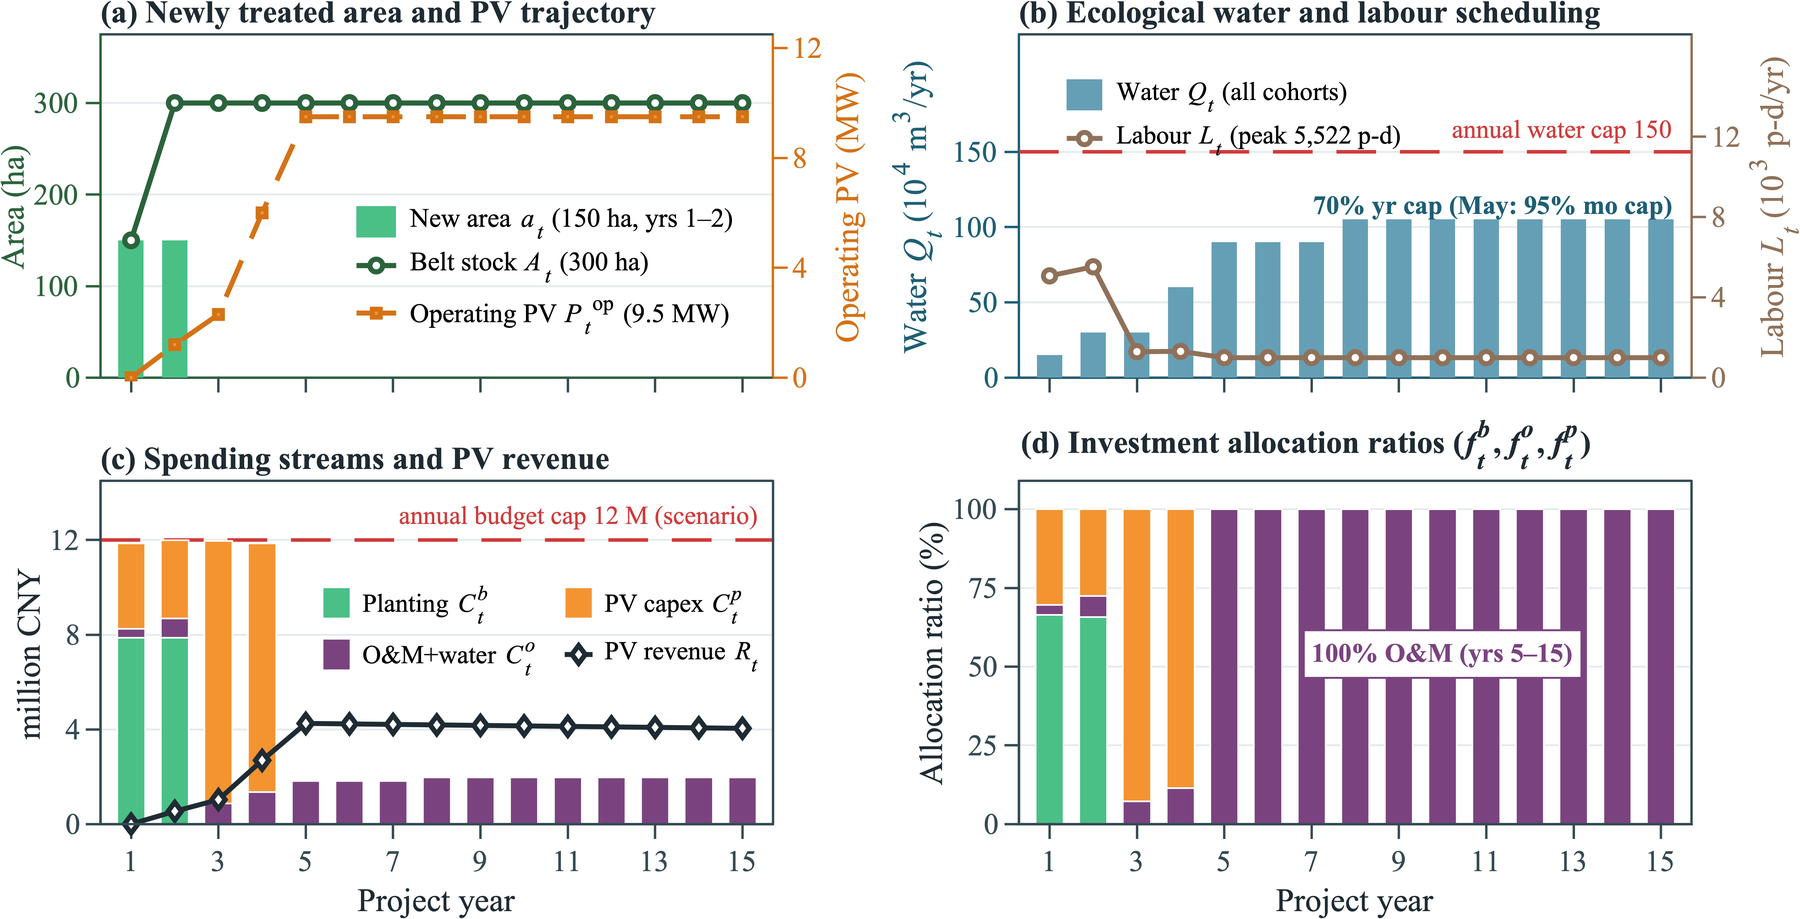 (a) Newly treated area and PV trajectory
300
200
100
0
Area (ha)
12
8
4
0
Operating PV (MW)
New area a_t (150 ha, yrs 1–2)
Belt stock A_t (300 ha)
Operating PV P_t^op (9.5 MW)
(b) Ecological water and labour scheduling
150
100
50
0
Water Q_t (10^4 m^3/yr)
12
8
4
0
Labour L_t (10^3 p-d/yr)
Water Q_t (all cohorts)
Labour L_t (peak 5,522 p-d)
annual water cap 150
70% yr cap (May: 95% mo cap)
(c) Spending streams and PV revenue
12
8
4
0
million CNY
annual budget cap 12 M (scenario)
Planting C_t^b
O&M+water C_t^o
PV capex C_t^p
PV revenue R_t
1 3 5 7 9 11 13 15
Project year
(d) Investment allocation ratios (f_t^b, f_t^o, f_t^p)
100
75
50
25
0
Allocation ratio (%)
100% O&M (yrs 5–15)
1 3 5 7 9 11 13 15
Project year